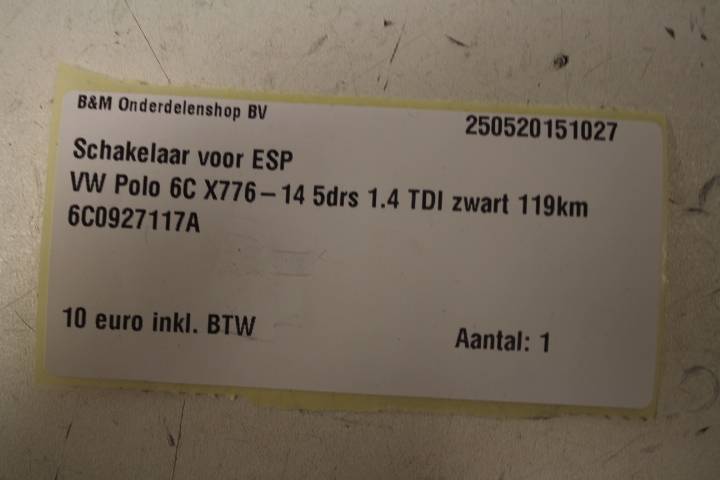 B&M Onderdelenshop BV
250520151027
Schakelaar voor ESP
VW Polo 6C X776-14 5drs 1.4 TDI zwart 119km
6C0927117A
10 euro inkl. BTW
Aantal: 1